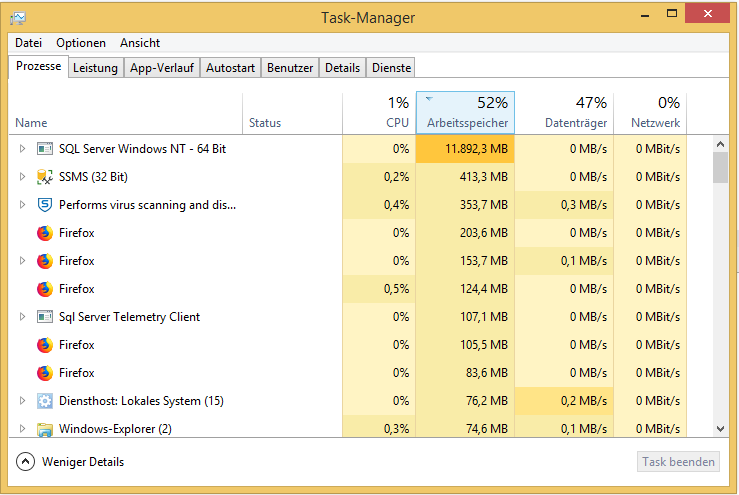 Task-Manager
Datei Optionen Ansicht
Prozesse Leistung App-Verlauf Autostart Benutzer Details Dienste
1% 52% 47% 0%
Name Status CPU Arbeitsspeicher Datenträger Netzwerk
SQL Server Windows NT - 64 Bit 0% 11.892,3 MB 0 MB/s 0 MBit/s
SSMS (32 Bit) 0,2% 413,3 MB 0 MB/s 0 MBit/s
Performs virus scanning and dis... 0,4% 353,7 MB 0,3 MB/s 0 MBit/s
Firefox 0% 203,6 MB 0 MB/s 0 MBit/s
Firefox 0% 153,7 MB 0,1 MB/s 0 MBit/s
Firefox 0,5% 124,4 MB 0 MB/s 0 MBit/s
Sql Server Telemetry Client 0% 107,1 MB 0 MB/s 0 MBit/s
Firefox 0% 105,5 MB 0 MB/s 0 MBit/s
Firefox 0% 83,6 MB 0 MB/s 0 MBit/s
Diensthost: Lokales System (15) 0% 76,2 MB 0,2 MB/s 0 MBit/s
Windows-Explorer (2) 0,3% 74,6 MB 0,1 MB/s 0 MBit/s
Weniger Details Task beenden